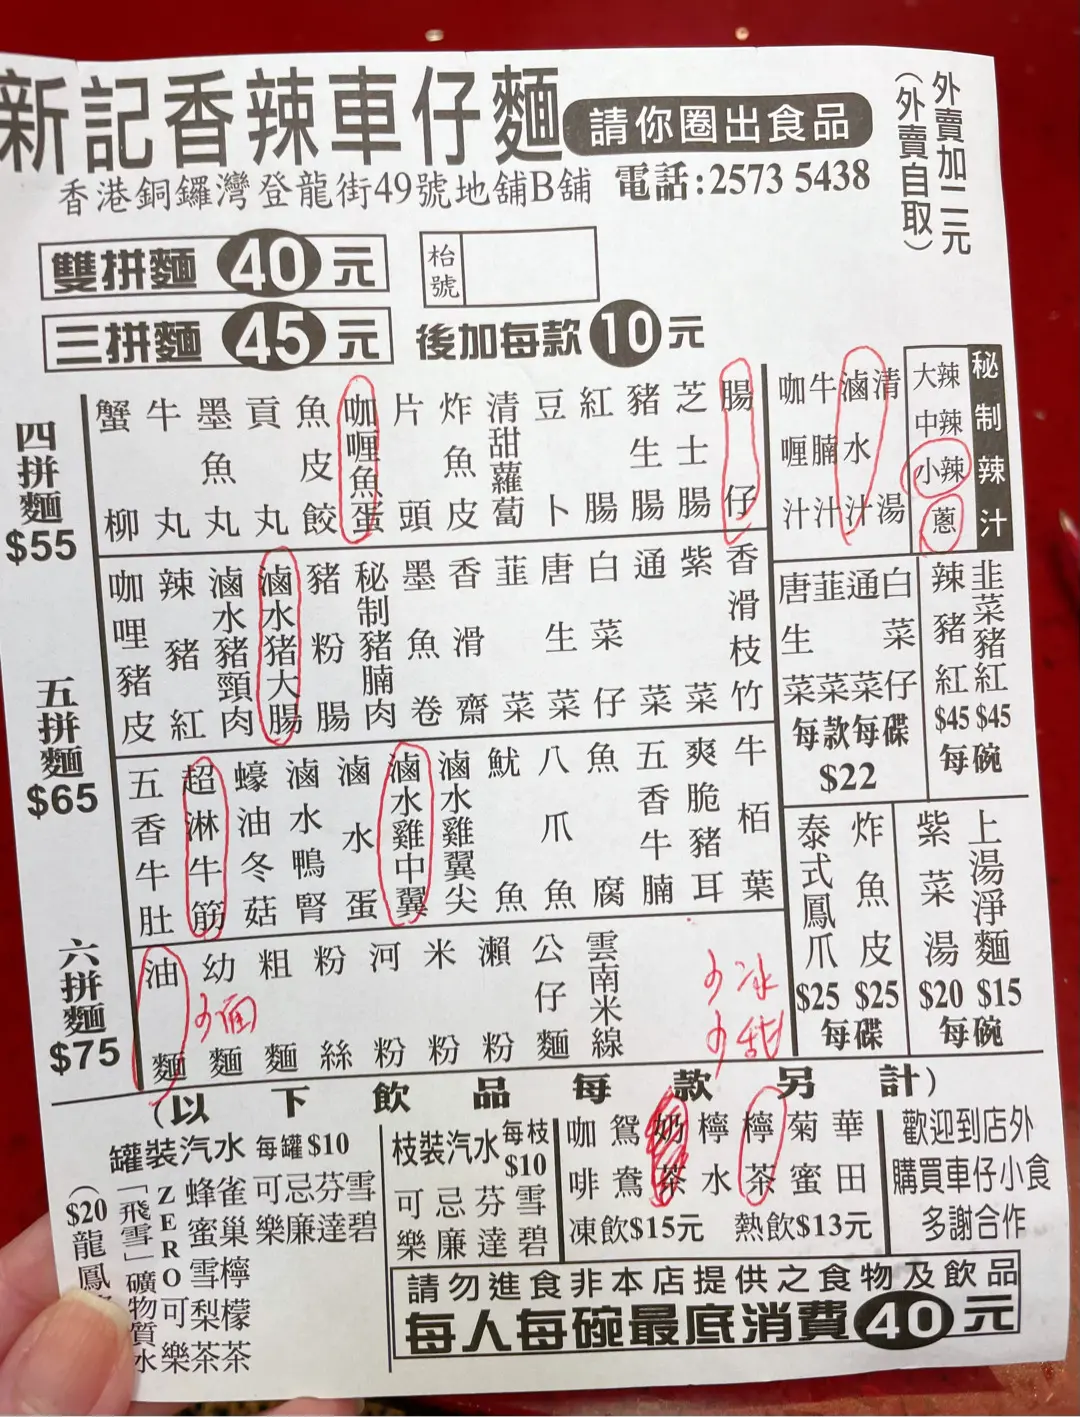 新記香辣車仔麵
請你圈出食品
香港銅鑼灣登龍街49號地舖B舖
電話:2573 5438
外賣加二元
(外賣自取)
雙拼麵 40 元
枱號
三拼麵 45 元
後加每款 10 元
四拼麵
$55
蟹柳
牛丸
墨魚丸
貢丸
魚皮餃
咖喱魚蛋
片頭
炸魚皮
清甜蘿蔔
豆卜
紅腸
豬生腸
芝士腸
腸仔
咖喱汁
牛腩汁
滷水汁
清湯
大辣
中辣
小辣
蔥
秘制辣汁
五拼麵
$65
咖哩豬皮
辣豬紅
滷水豬頸肉
滷水豬大腸
豬粉腸
秘制豬腩肉
墨魚卷
香滑齋
韮菜
唐生菜
白菜仔
通菜
紫菜
香滑枝竹
唐生菜
韮菜
通菜
白菜仔
每款每碟
$22
辣豬紅
$45
韭菜豬紅
$45
每碗
五香牛肚
超淋牛筋
蠔油冬菇
滷水鴨腎
滷水蛋
滷水雞中翼
滷水雞翼尖
魷魚
八爪魚
魚腐
五香牛腩
爽脆豬耳
牛栢葉
泰式鳳爪
$25
炸魚皮
$25
每碟
紫菜湯
$20
上湯淨麵
$15
每碗
六拼麵
$75
油麵
幼麵
粗麵
粉絲
河粉
米粉
瀨粉
公仔麵
雲南米線
少面
少冰
少甜
(以下飲品每款另計)
罐裝汽水 每罐$10
可樂
忌廉
芬達
雪碧
雀巢檸檬茶
蜂蜜雪梨茶
ZERO可樂
「飛雪」礦物質水
($20龍鳳
枝裝汽水 每枝$10
可樂
忌廉
芬達
雪碧
咖啡
鴛鴦
奶茶
檸水
檸茶
菊蜜
華田
凍飲$15元
熱飲$13元
歡迎到店外
購買車仔小食
多謝合作
請勿進食非本店提供之食物及飲品
每人每碗最底消費 40 元